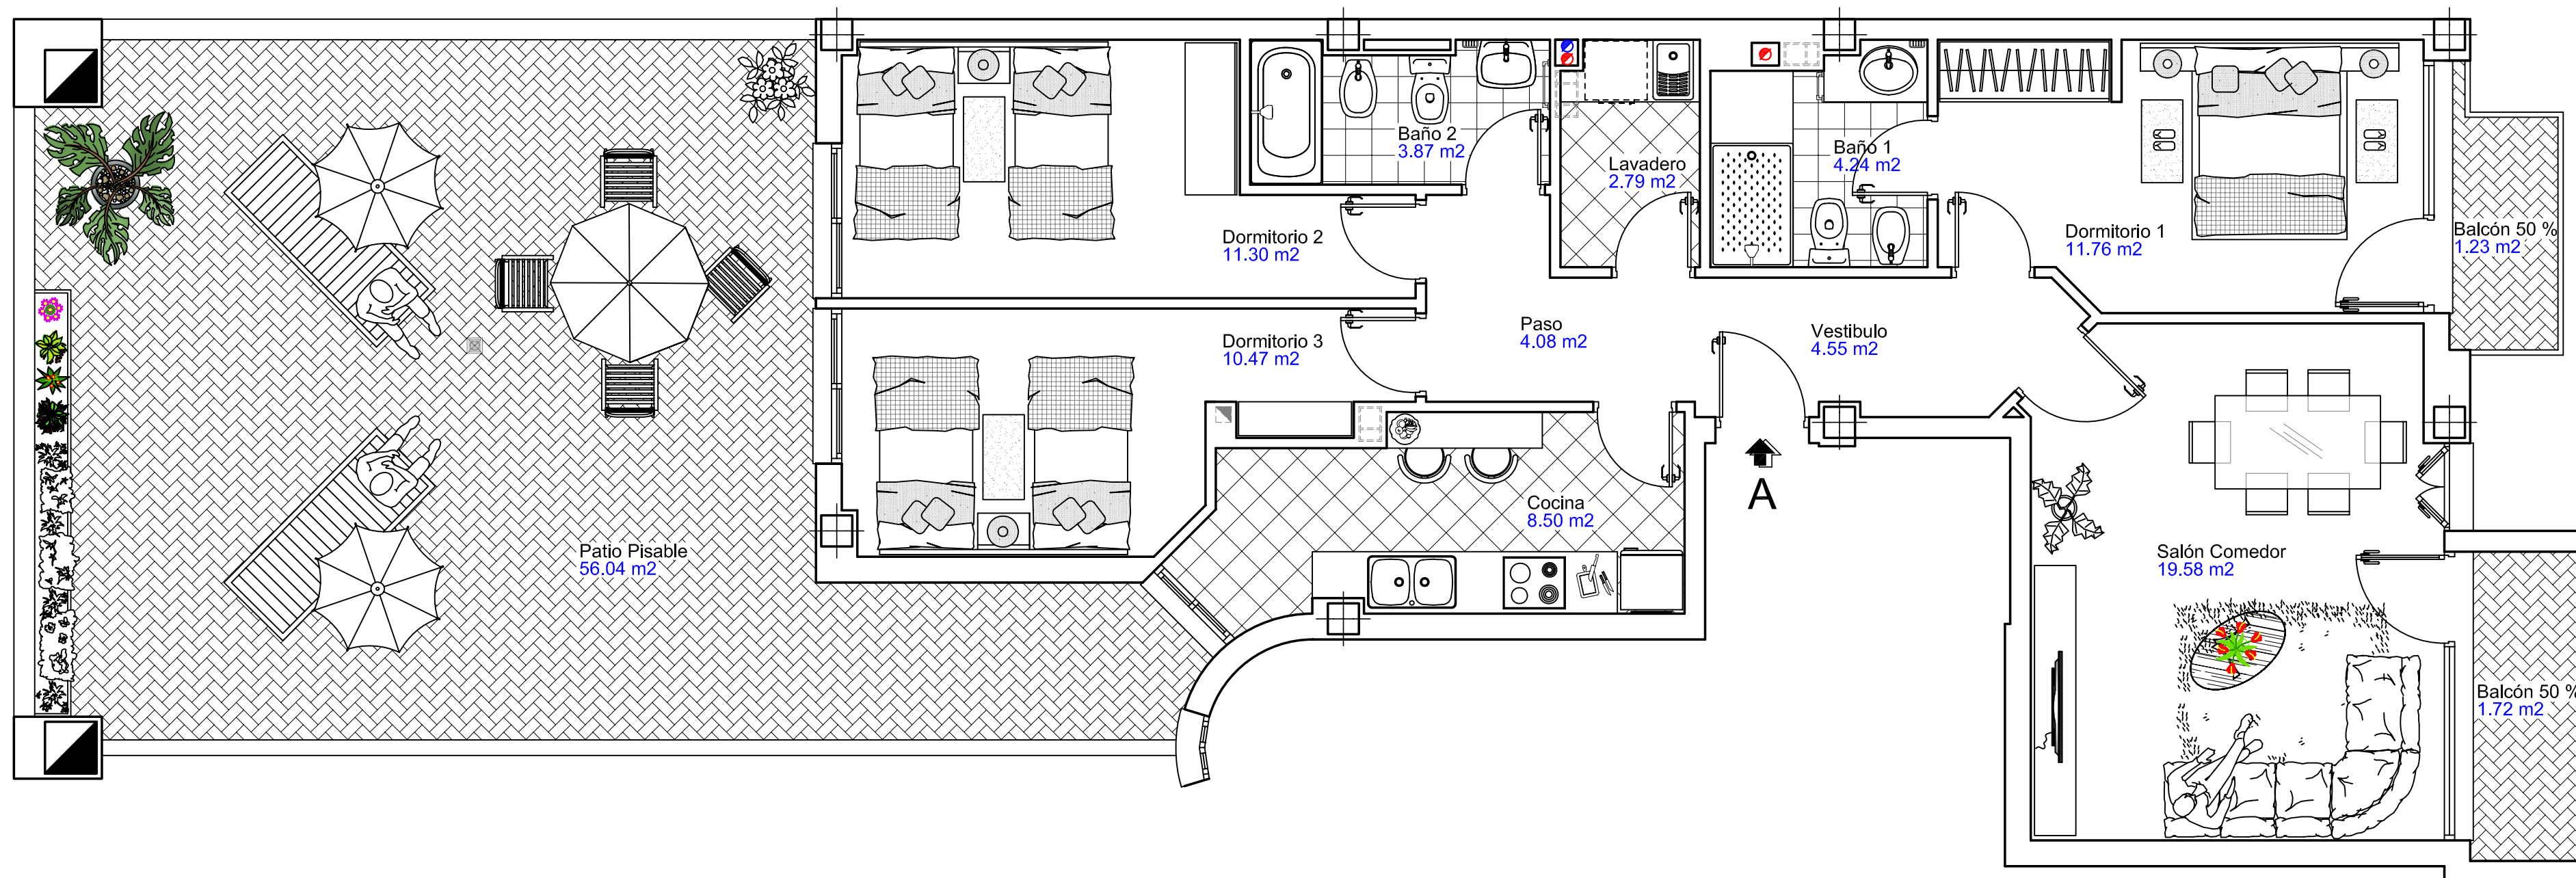 Baño 2
3.87 m2
Lavadero
2.79 m2
Baño 1
4.24 m2
Dormitorio 2
11.30 m2
Dormitorio 1
11.76 m2
Balcón 50 %
1.23 m2
Dormitorio 3
10.47 m2
Paso
4.08 m2
Vestibulo
4.55 m2
A
Cocina
8.50 m2
Patio Pisable
56.04 m2
Salón Comedor
19.58 m2
Balcón 50 %
1.72 m2